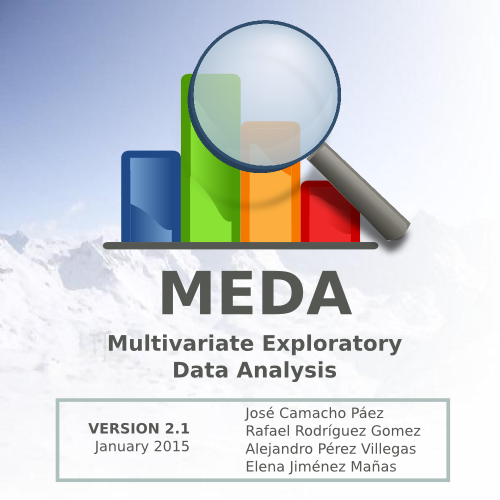 MEDA
Multivariate Exploratory
Data Analysis
VERSION 2.1
January 2015
José Camacho Páez
Rafael Rodríguez Gomez
Alejandro Pérez Villegas
Elena Jiménez Mañas